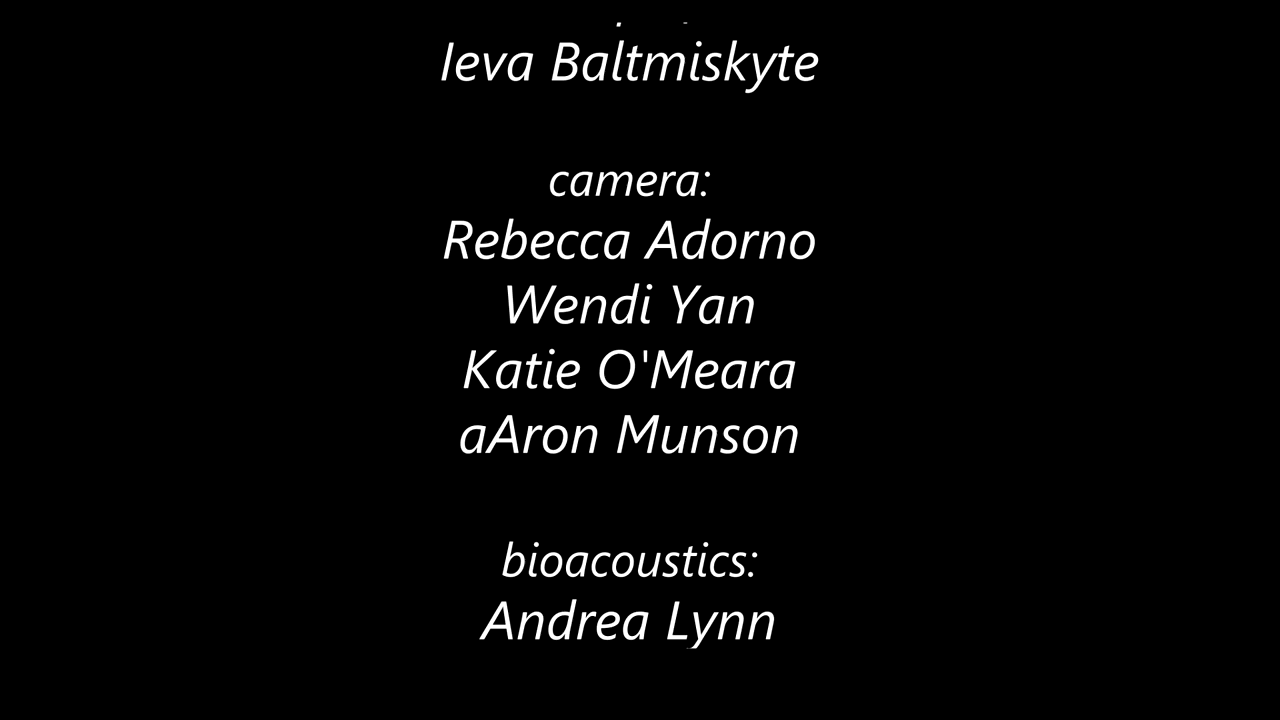 Ieva Baltmiskyte
camera:
Rebecca Adorno
Wendi Yan
Katie O'Meara
aAron Munson
bioacoustics:
Andrea Lynn